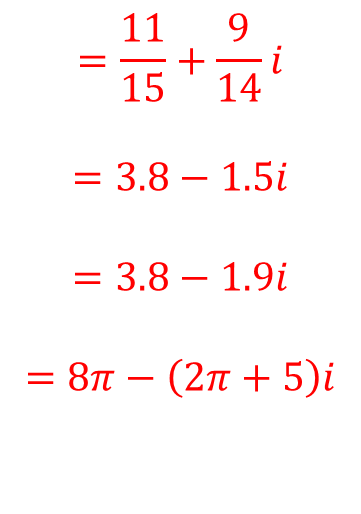 = 11/15 + 9/14 i
= 3.8 − 1.5i
= 3.8 − 1.9i
= 8π − (2π + 5)i